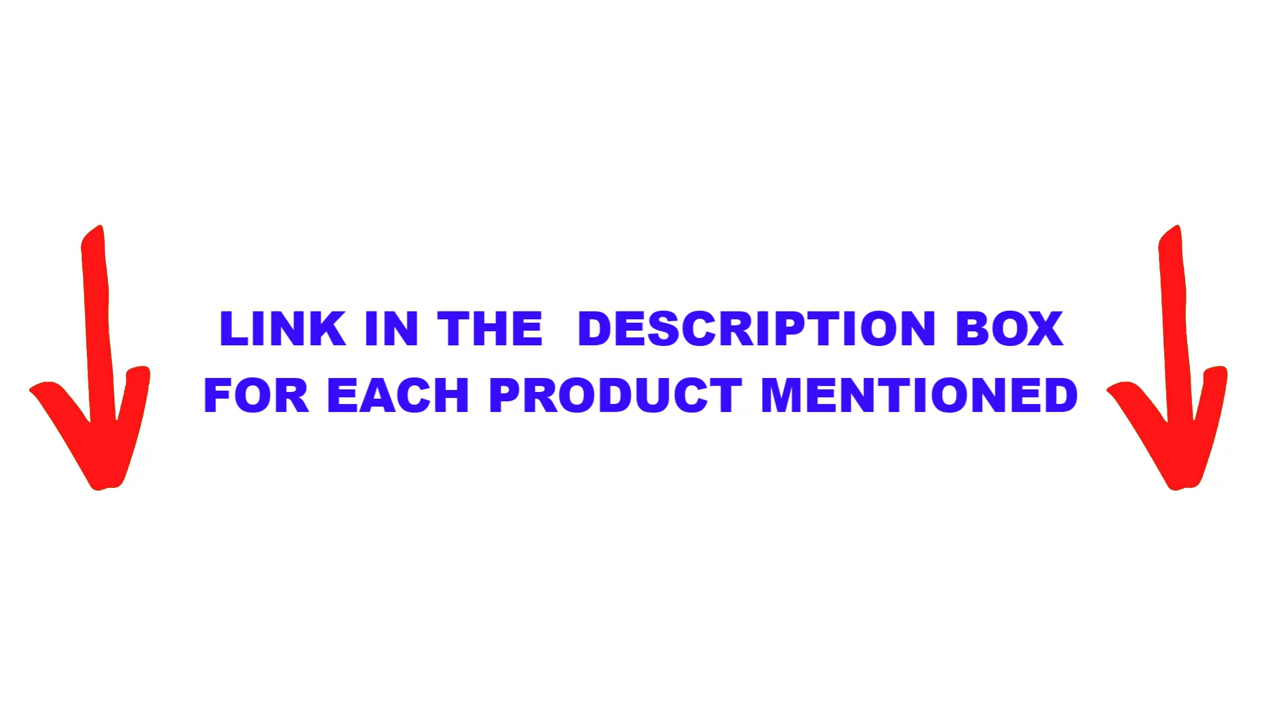 LINK IN THE  DESCRIPTION BOX
FOR EACH PRODUCT MENTIONED